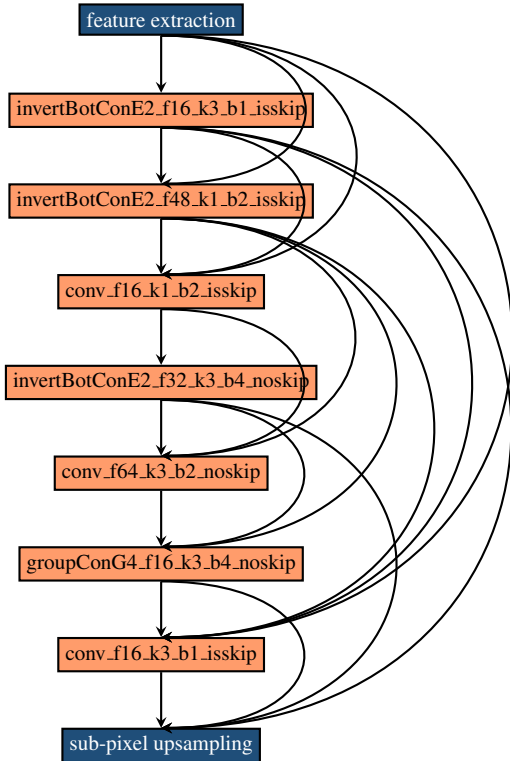 feature extraction
invertBotConE2_f16_k3_b1_isskip
invertBotConE2_f48_k1_b2_isskip
conv_f16_k1_b2_isskip
invertBotConE2_f32_k3_b4_noskip
conv_f64_k3_b2_noskip
groupConG4_f16_k3_b4_noskip
conv_f16_k3_b1_isskip
sub-pixel upsampling